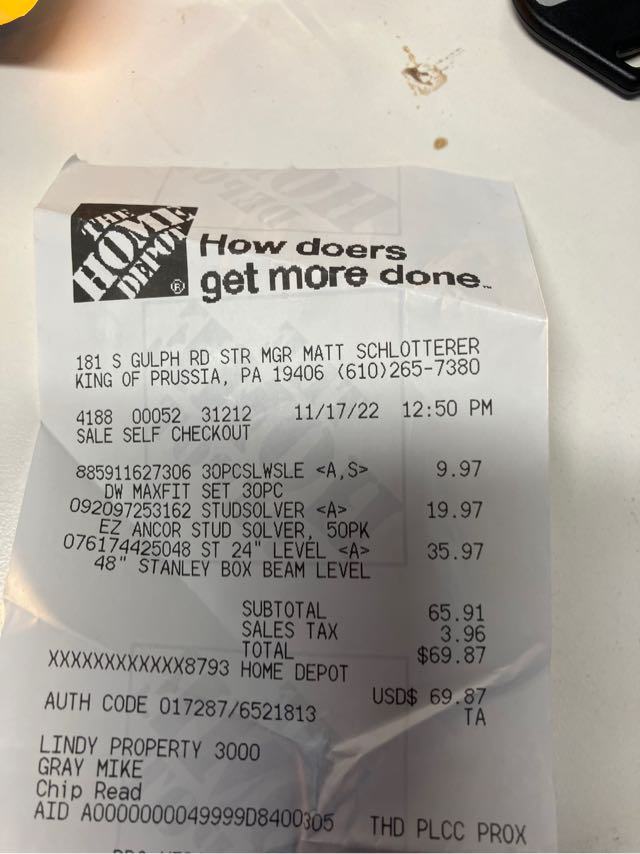 THE
HOME
DEPOT
®
How doers
get more done™
181 S GULPH RD STR MGR MATT SCHLOTTERER
KING OF PRUSSIA, PA 19406 (610)265-7380
4188 00052 31212 11/17/22 12:50 PM
SALE SELF CHECKOUT
885911627306 30PCSLWSLE <A,S> 9.97
DW MAXFIT SET 30PC
092097253162 STUDSOLVER <A> 19.97
EZ ANCOR STUD SOLVER, 50PK
076174425048 ST 24" LEVEL <A> 35.97
48" STANLEY BOX BEAM LEVEL
SUBTOTAL 65.91
SALES TAX 3.96
TOTAL $69.87
XXXXXXXXXXXX8793 HOME DEPOT
USD$ 69.87
AUTH CODE 017287/6521813 TA
LINDY PROPERTY 3000
GRAY MIKE
Chip Read
AID A0000000049999D8400305 THD PLCC PROX